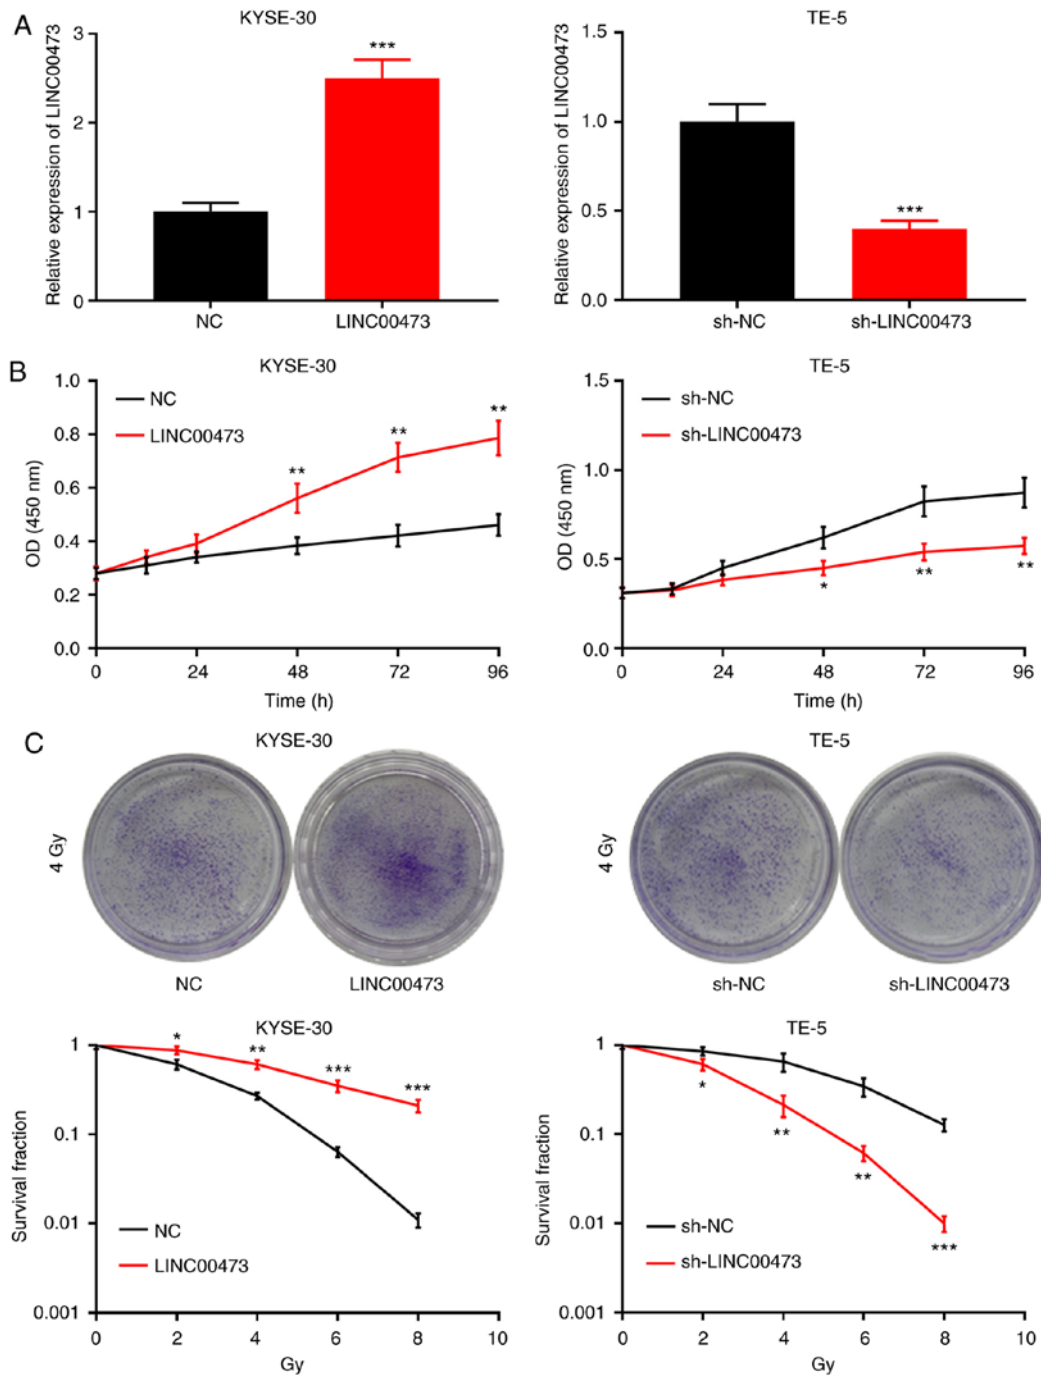 A
KYSE-30
Relative expression of LINC00473
3
2
1
0
***
NC
LINC00473
TE-5
Relative expression of LINC00473
1.5
1.0
0.5
0.0
***
sh-NC
sh-LINC00473
B
KYSE-30
OD (450 nm)
1.0
0.8
0.6
0.4
0.2
0.0
NC
LINC00473
**
**
**
0
24
48
72
96
Time (h)
TE-5
OD (450 nm)
1.5
1.0
0.5
0.0
sh-NC
sh-LINC00473
*
**
**
0
24
48
72
96
Time (h)
C
KYSE-30
4 Gy
NC
LINC00473
TE-5
4 Gy
sh-NC
sh-LINC00473
KYSE-30
Survival fraction
1
0.1
0.01
0.001
*
**
***
***
NC
LINC00473
0
2
4
6
8
10
Gy
TE-5
Survival fraction
1
0.1
0.01
0.001
*
**
**
***
sh-NC
sh-LINC00473
0
2
4
6
8
10
Gy